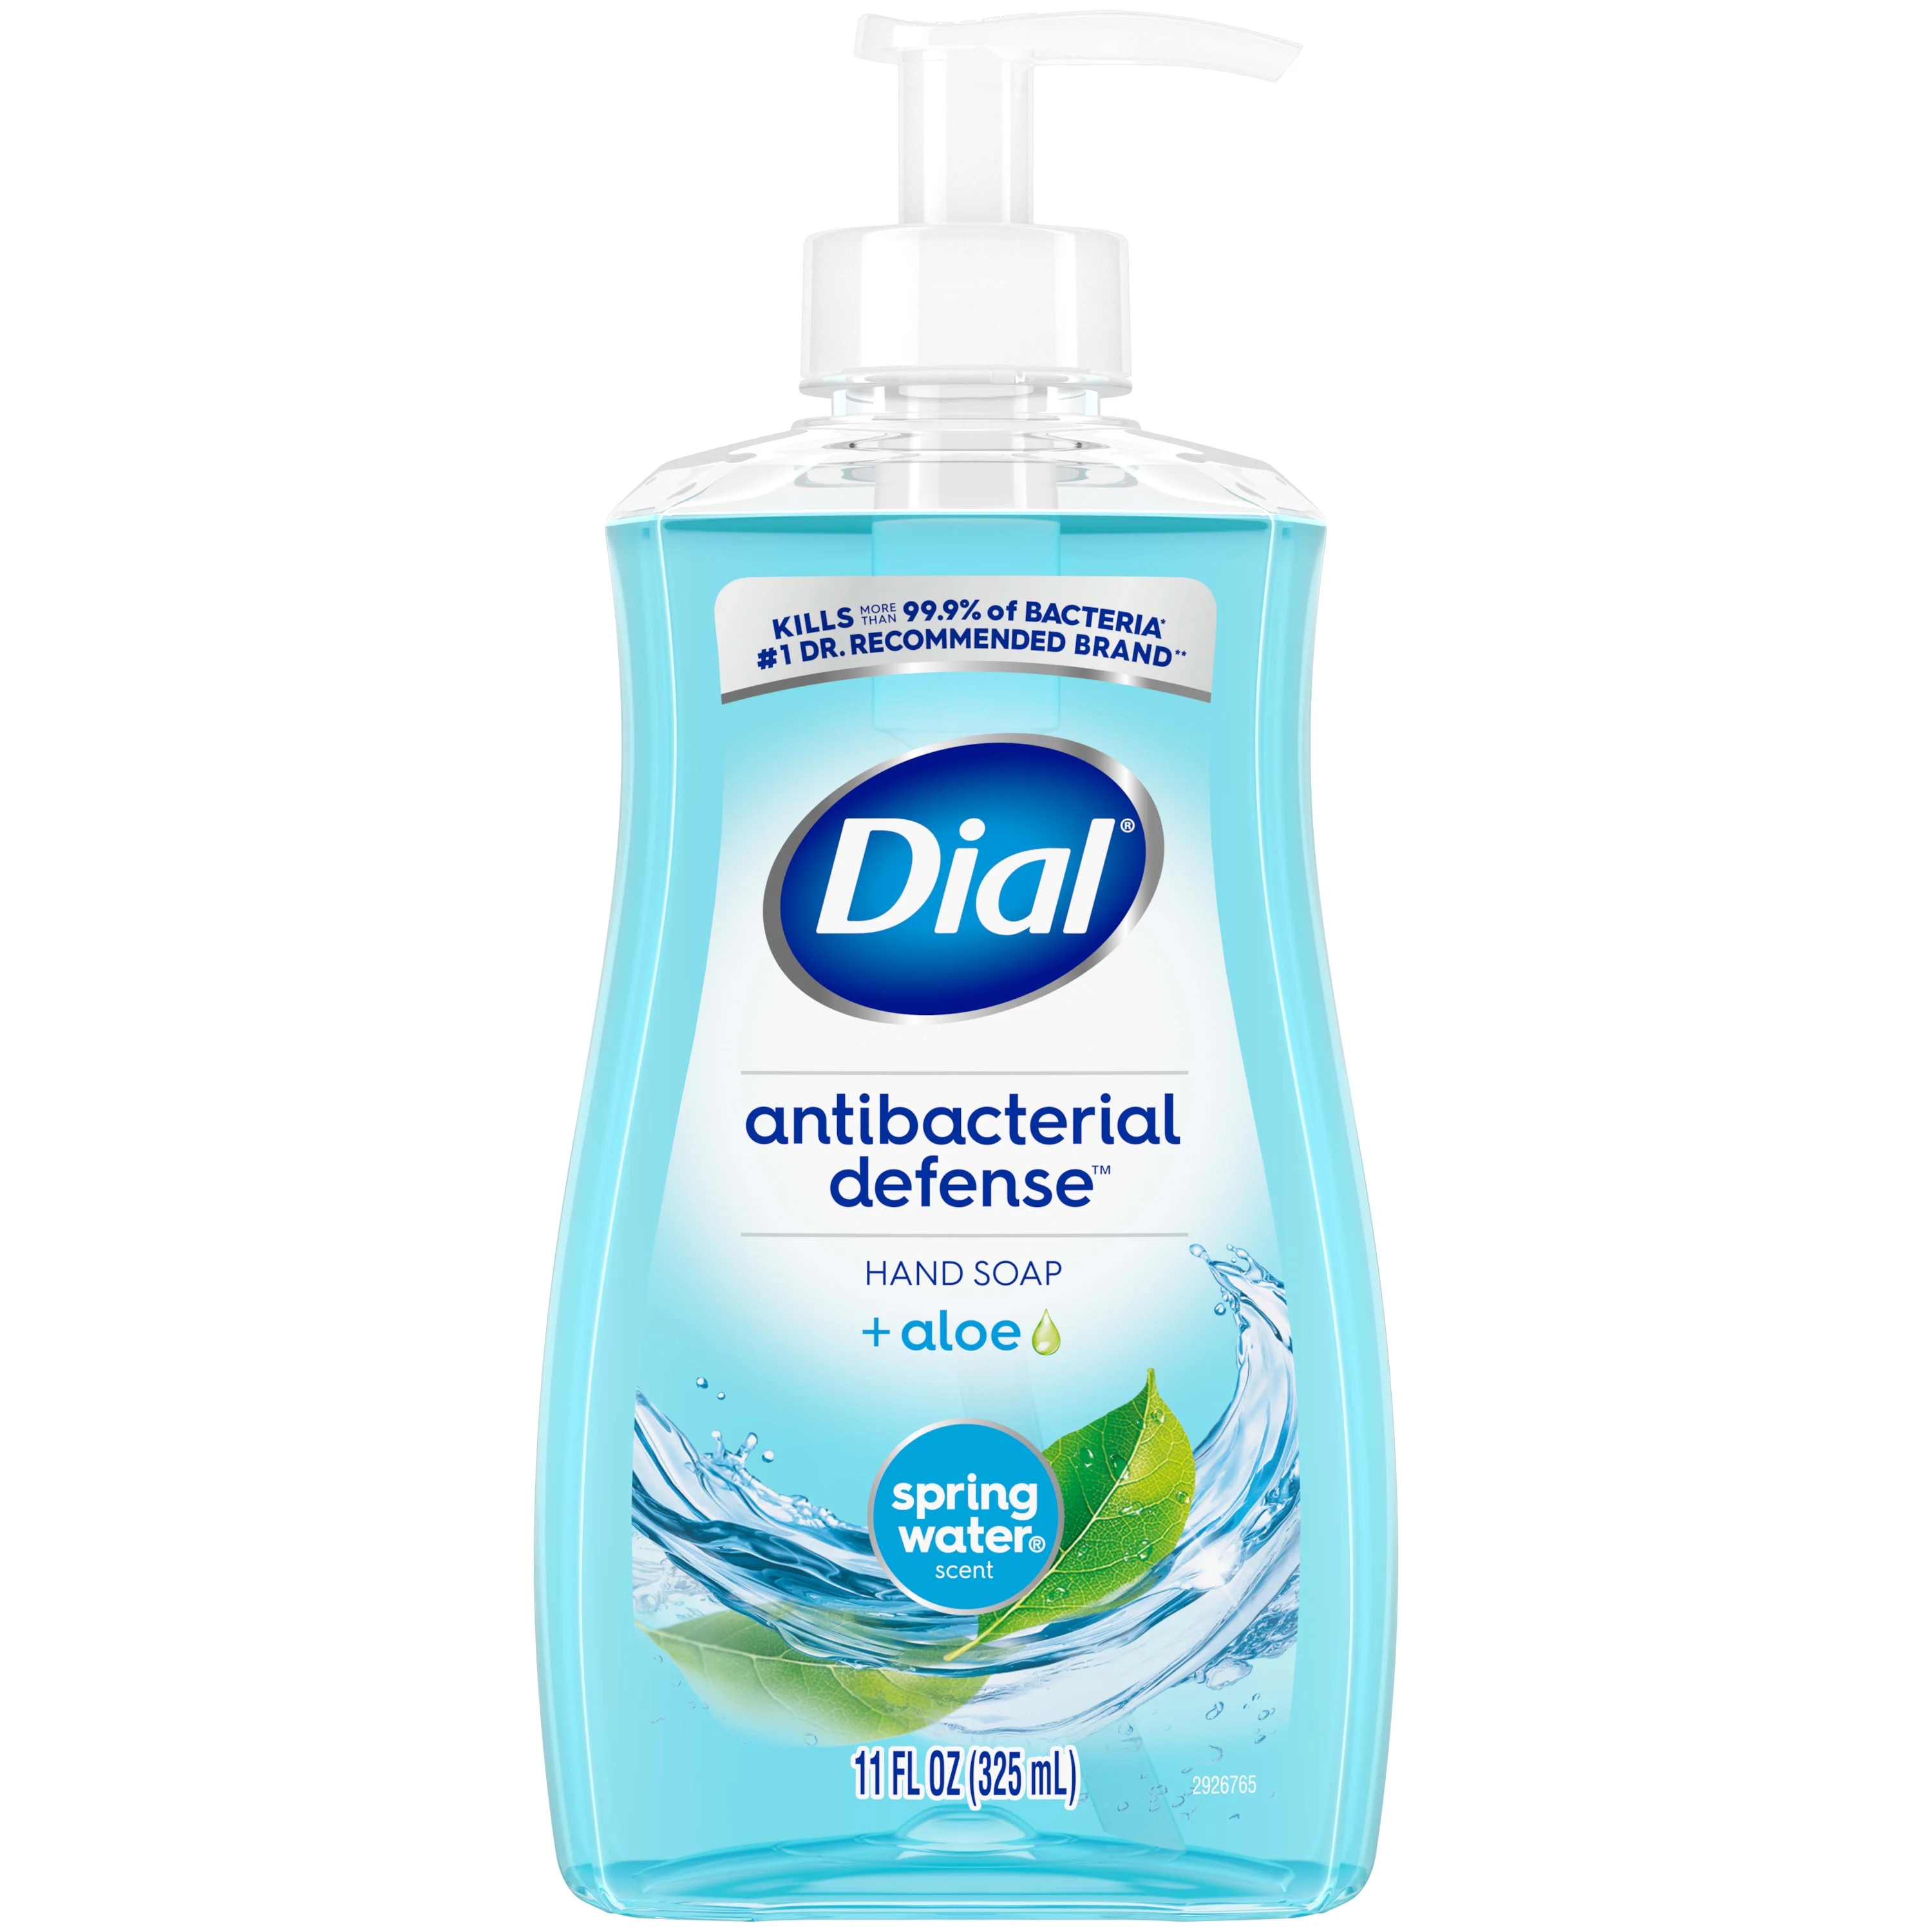 KILLS MORE THAN 99.9% of BACTERIA*
#1 DR. RECOMMENDED BRAND**
Dial®
antibacterial
defense™
HAND SOAP
+ aloe
spring
water®
scent
11 FL OZ (325 mL)
2926765